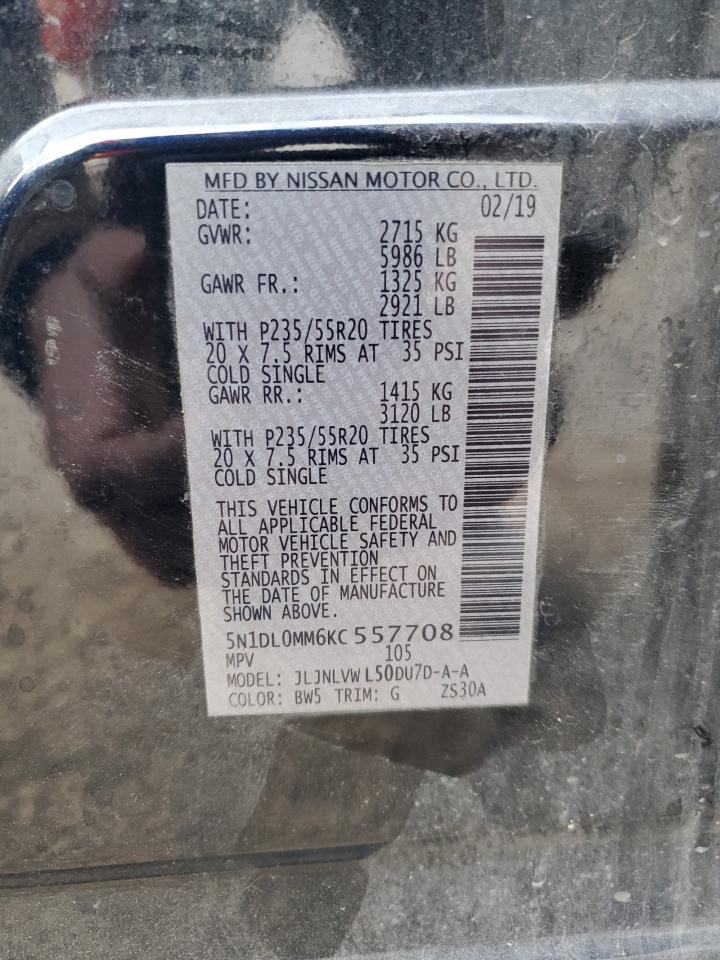 MFD BY NISSAN MOTOR CO., LTD.
DATE: 02/19
GVWR: 2715 KG
5986 LB
GAWR FR.: 1325 KG
2921 LB
WITH P235/55R20 TIRES
20 X 7.5 RIMS AT 35 PSI
COLD SINGLE
GAWR RR.: 1415 KG
3120 LB
WITH P235/55R20 TIRES
20 X 7.5 RIMS AT 35 PSI
COLD SINGLE
THIS VEHICLE CONFORMS TO
ALL APPLICABLE FEDERAL
MOTOR VEHICLE SAFETY AND
THEFT PREVENTION
STANDARDS IN EFFECT ON
THE DATE OF MANUFACTURE
SHOWN ABOVE.
5N1DL0MM6KC557708
MPV 105
MODEL: JLJNLVWL50DU7D-A-A
COLOR: BW5 TRIM: G ZS30A